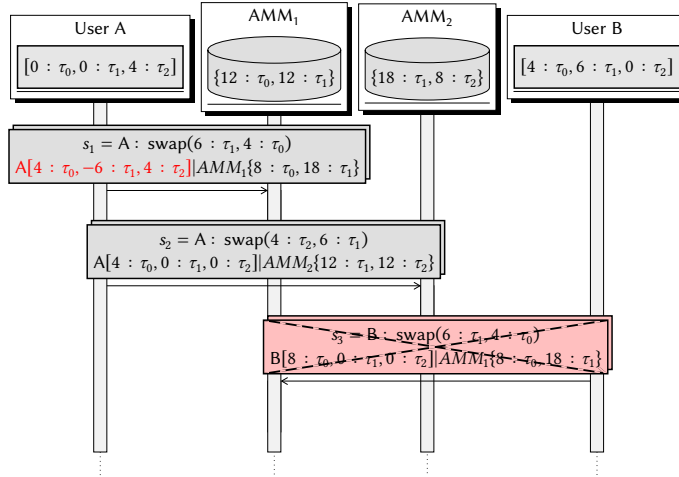 User A
AMM₁
AMM₂
User B
[0 : τ₀, 0 : τ₁, 4 : τ₂]
{12 : τ₀, 12 : τ₁}
{18 : τ₁, 8 : τ₂}
[4 : τ₀, 6 : τ₁, 0 : τ₂]
s₁ = A : swap(6 : τ₁, 4 : τ₀)
A[4 : τ₀, −6 : τ₁, 4 : τ₂]|AMM₁{8 : τ₀, 18 : τ₁}
s₂ = A : swap(4 : τ₂, 6 : τ₁)
A[4 : τ₀, 0 : τ₁, 0 : τ₂]|AMM₂{12 : τ₁, 12 : τ₂}
s₃ = B : swap(6 : τ₁, 4 : τ₀)
B[8 : τ₀, 0 : τ₁, 0 : τ₂]|AMM₁{8 : τ₀, 18 : τ₁}